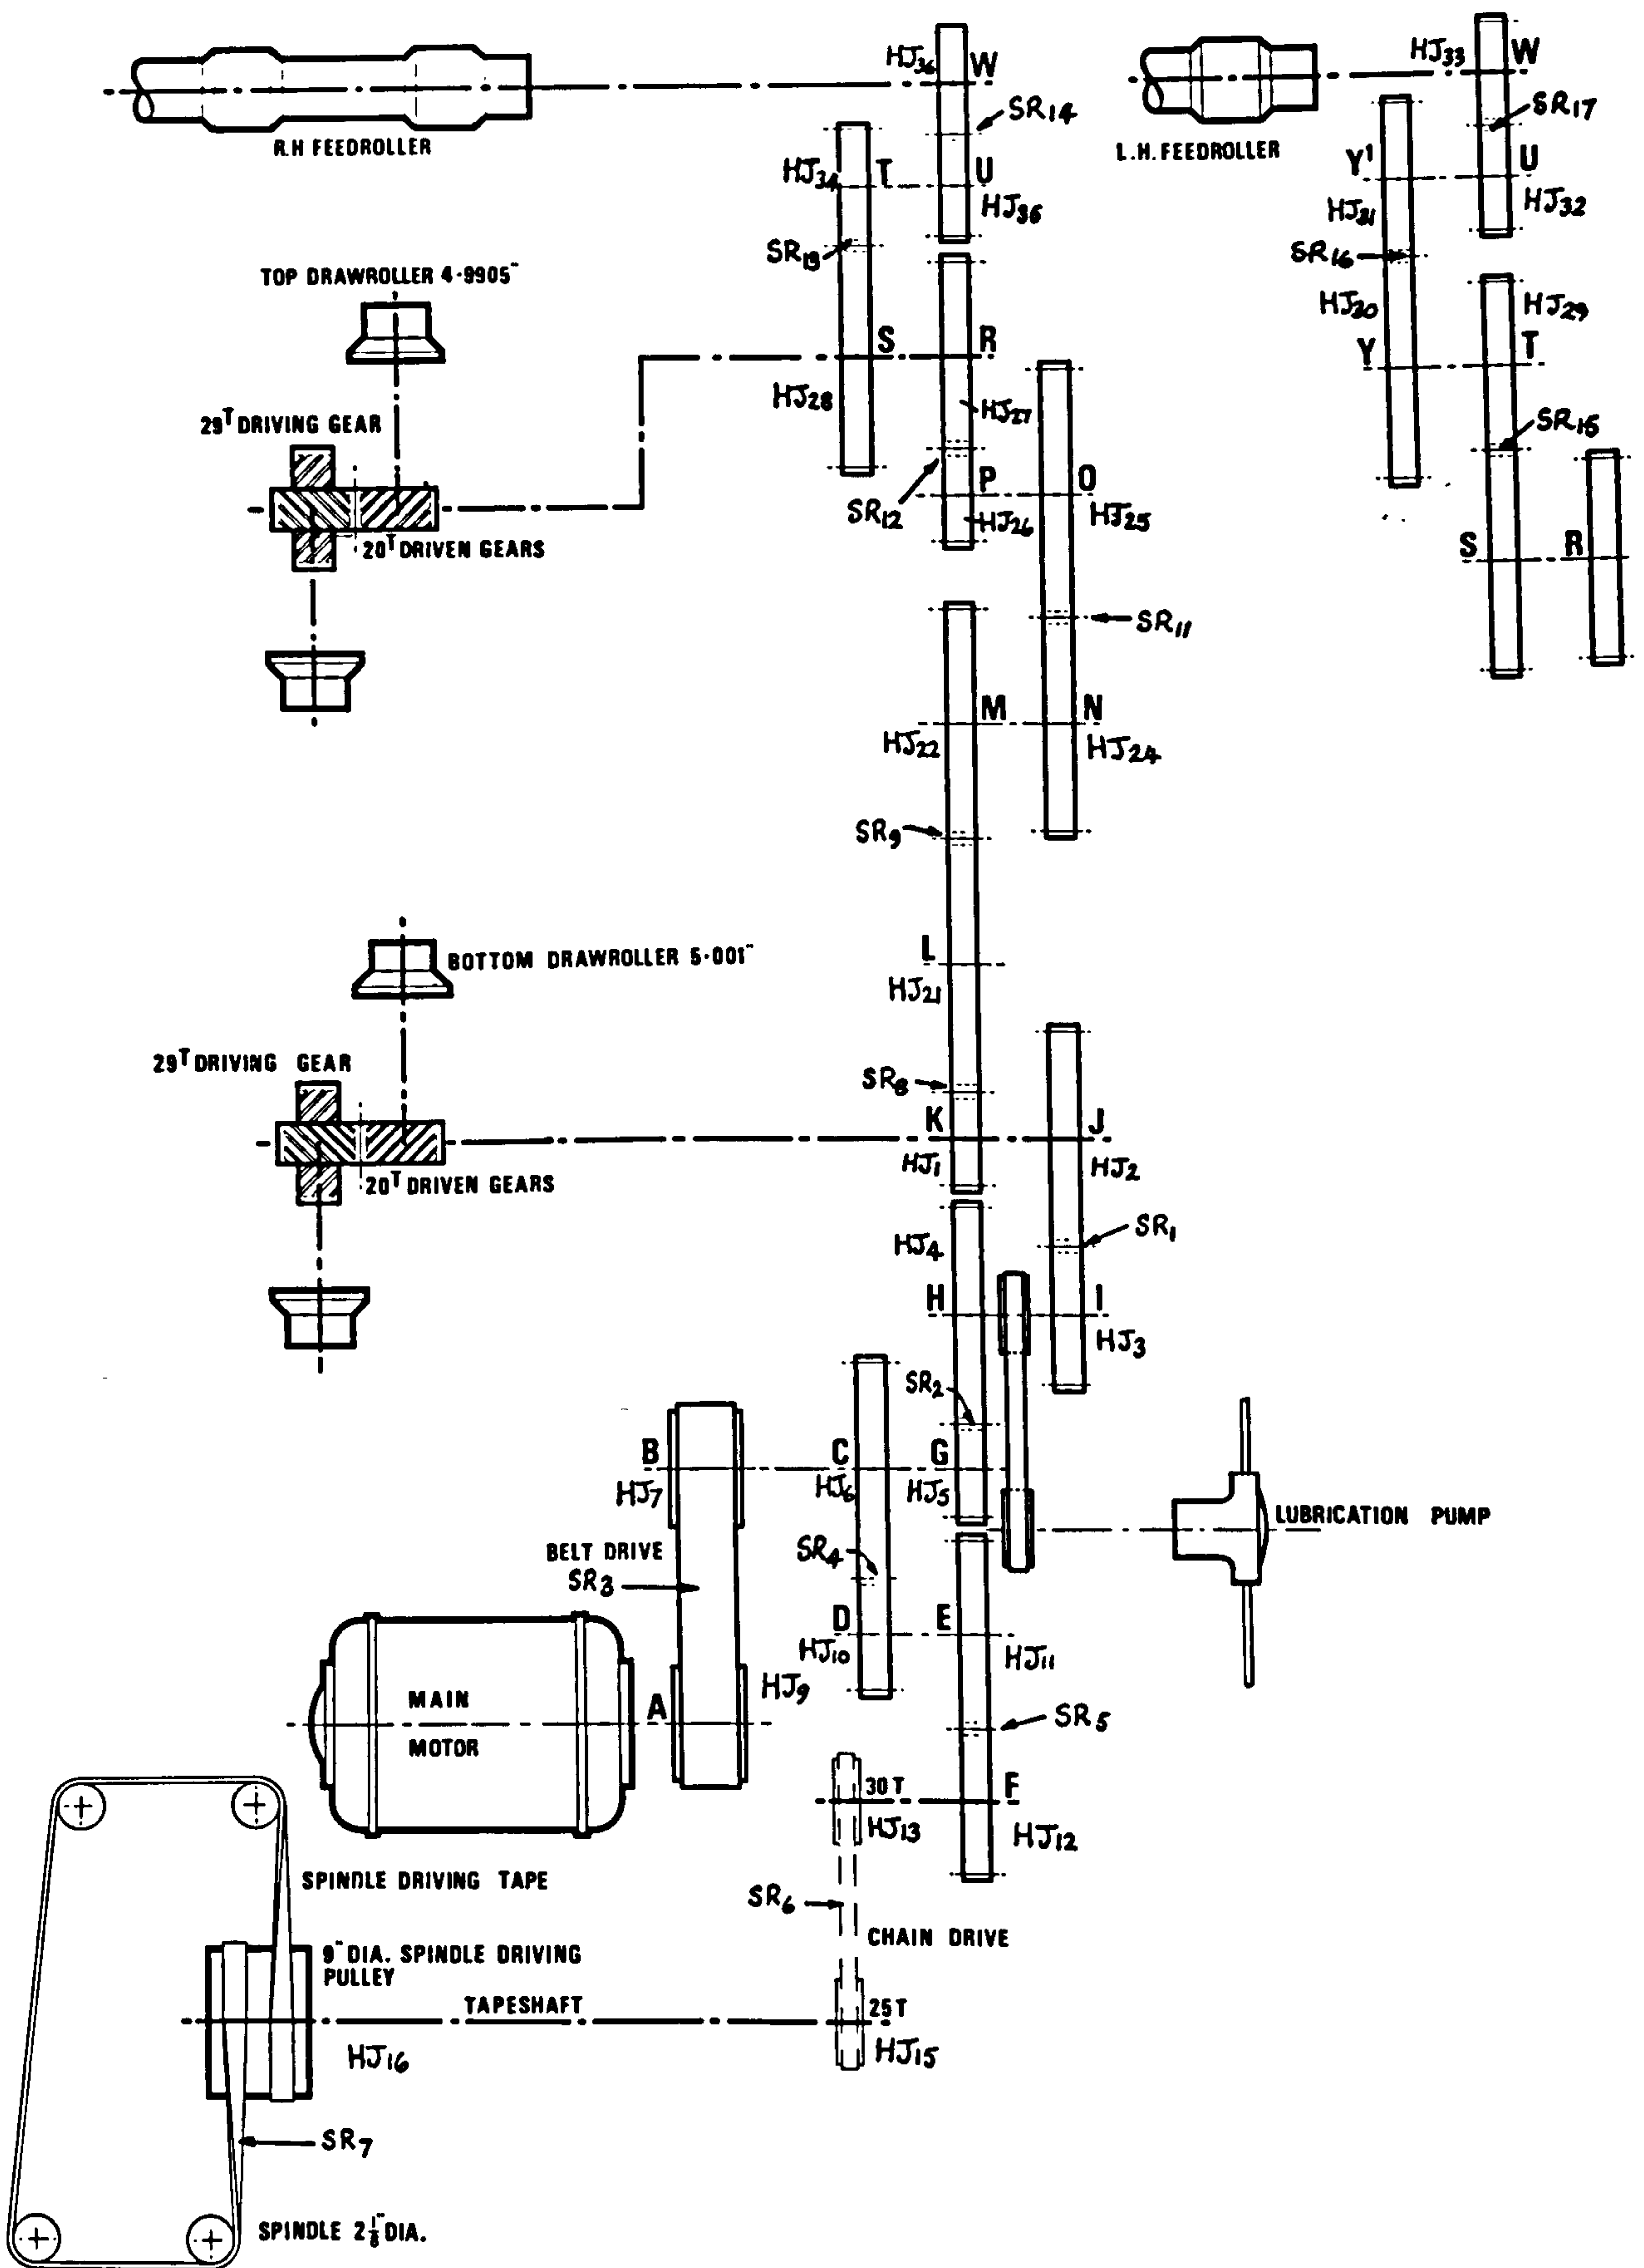 HJ36 W
HJ33 W
SR14
SR17
R.H FEEDROLLER
L.H. FEEDROLLER
HJ34 T U
Y¹ U
HJ35
HJ31 HJ32
SR13
SR16
TOP DRAWROLLER 4·9905"
HJ30 HJ29
S R
Y T
HJ28 HJ27
29T DRIVING GEAR
SR15
P O
SR12 HJ26 HJ25
20T DRIVEN GEARS
S R
SR11
M N
HJ22 HJ24
SR9
BOTTOM DRAWROLLER 5·001"
L
HJ21
29T DRIVING GEAR
SR8
K J
HJ1 HJ2
20T DRIVEN GEARS
SR1
HJ4
H I
HJ3
SR2
B C G
HJ7 HJ6 HJ5
LUBRICATION PUMP
BELT DRIVE
SR3
SR4
D E
HJ10 HJ11
HJ9
MAIN
MOTOR
A
SR5
30T F
HJ13 HJ12
SPINDLE DRIVING TAPE
SR6
CHAIN DRIVE
9" DIA. SPINDLE DRIVING
PULLEY
TAPESHAFT
25T
HJ16
HJ15
SR7
SPINDLE 2⅛" DIA.